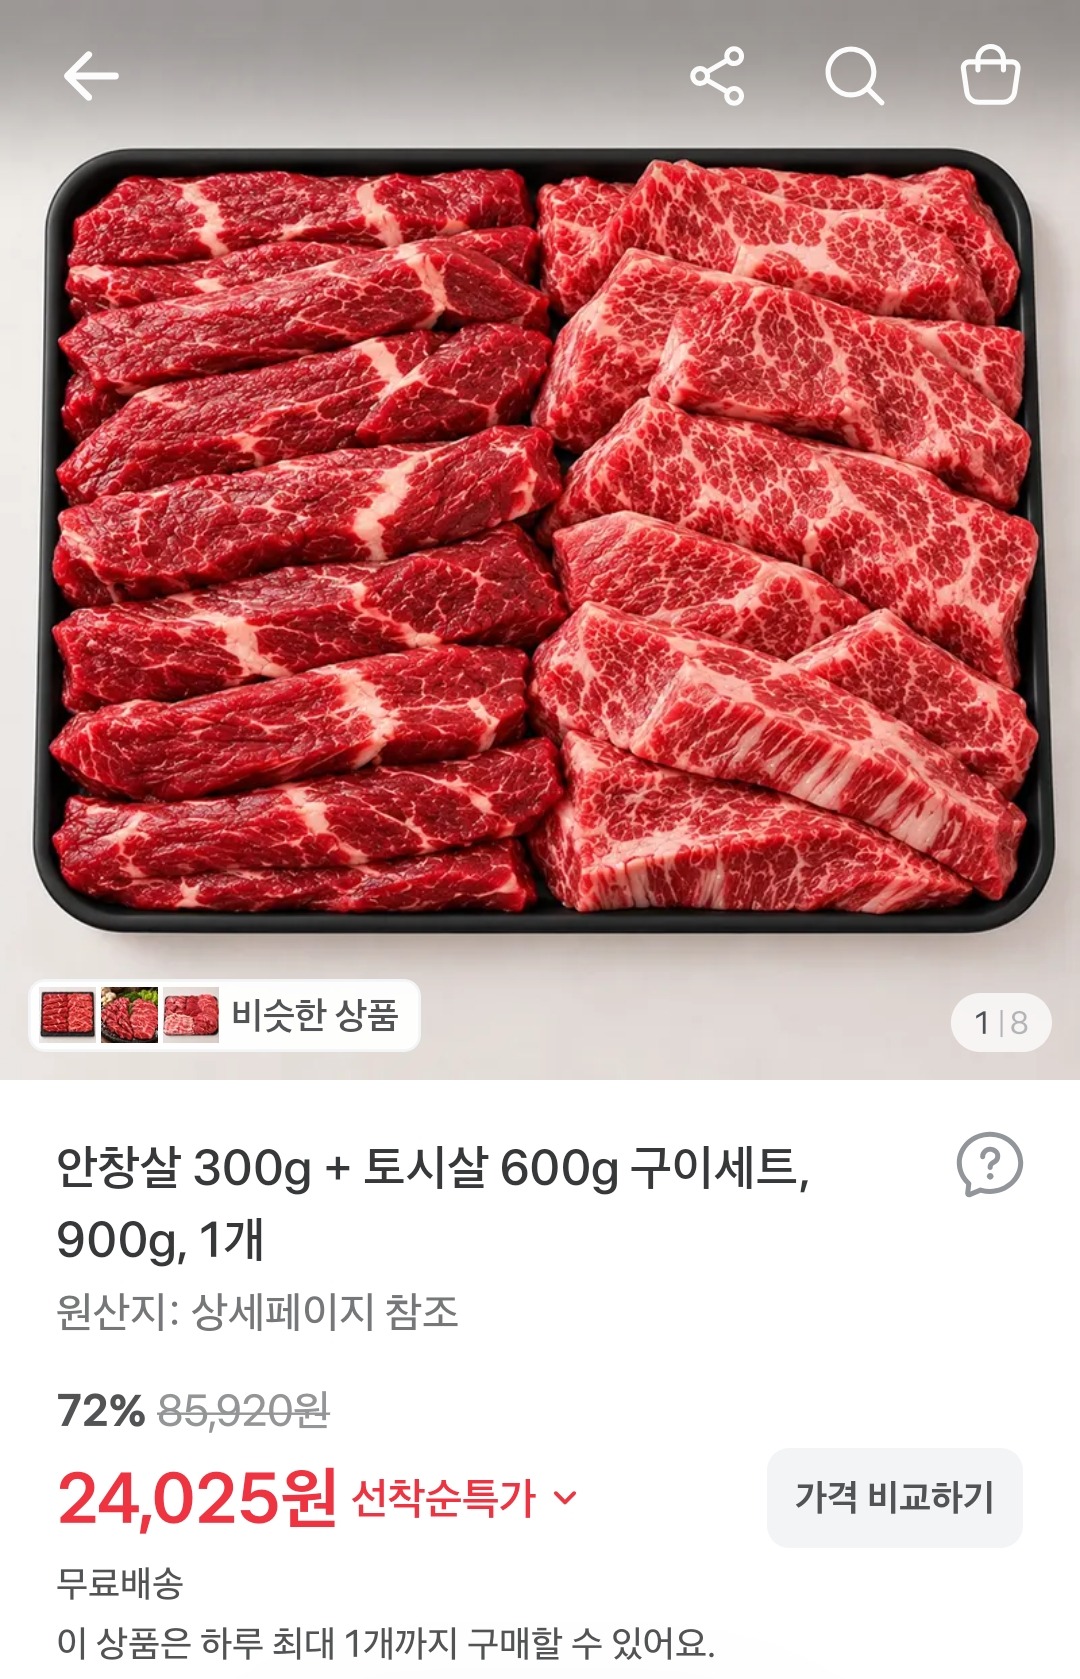 비슷한 상품
1|8
안창살 300g + 토시살 600g 구이세트,
900g, 1개
원산지: 상세페이지 참조
72% 85,920원
24,025원 선착순특가
가격 비교하기
무료배송
이 상품은 하루 최대 1개까지 구매할 수 있어요.